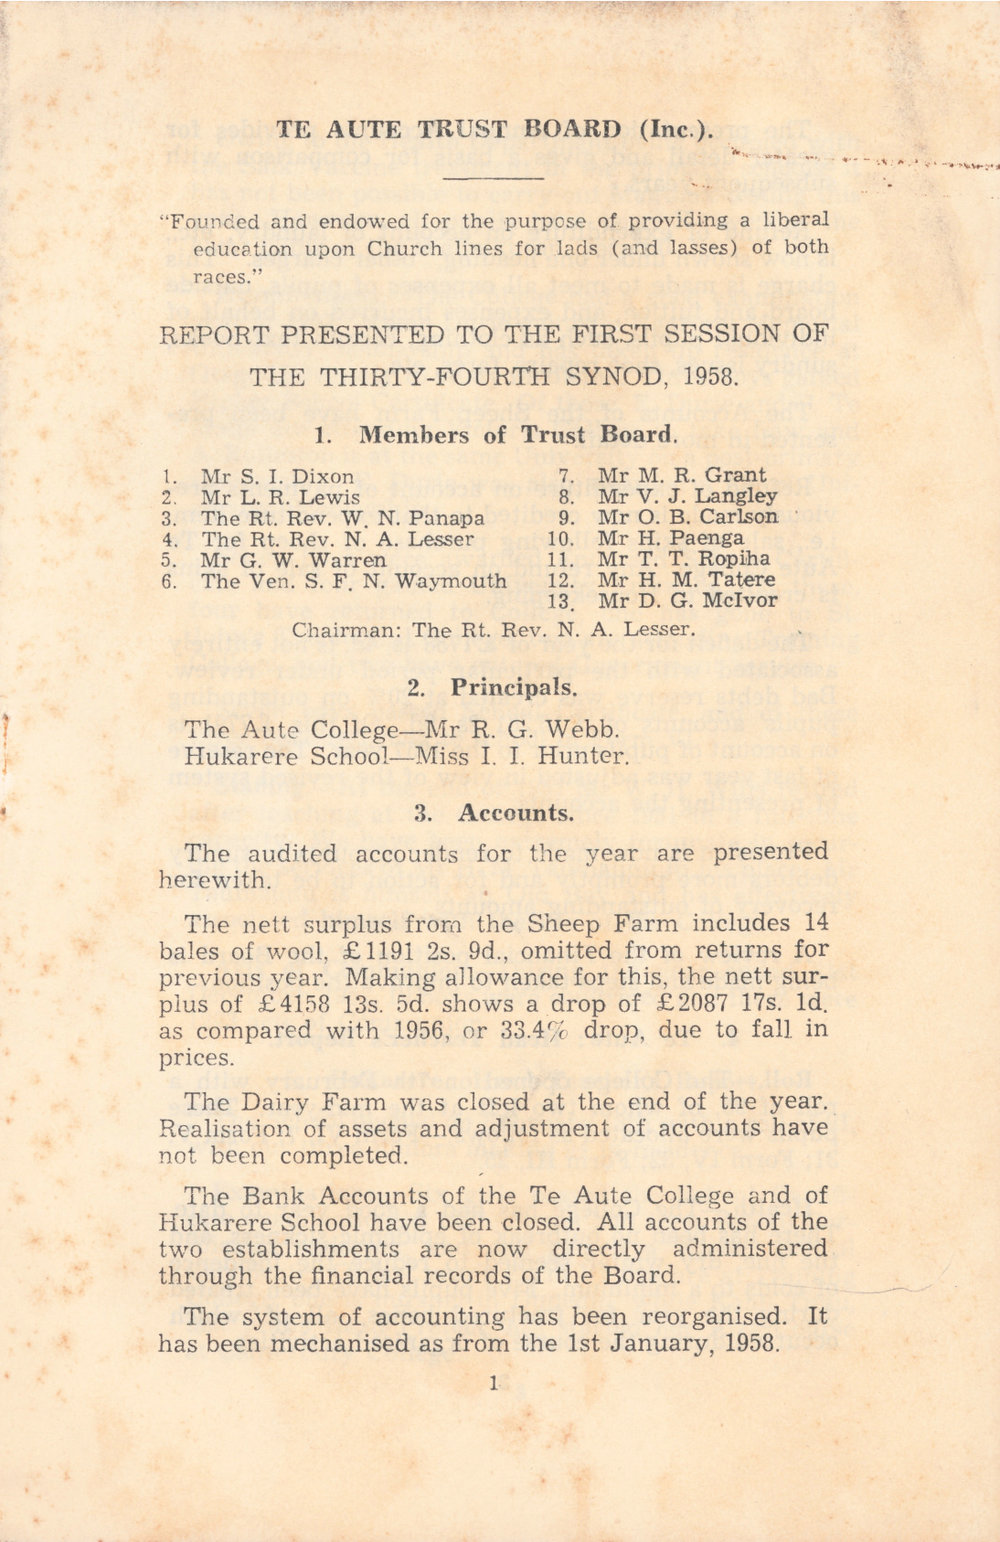 TE AUTE TRUST BOARD (Inc.).
"Founded and endowed for the purpose of providing a liberal
education upon Church lines for lads (and lasses) of both
races."
REPORT PRESENTED TO THE FIRST SESSION OF
THE THIRTY-FOURTH SYNOD, 1958.
1. Members of Trust Board.
1. Mr S. I. Dixon
2. Mr L. R. Lewis
3. The Rt. Rev. W. N. Panapa
4. The Rt. Rev. N. A. Lesser
5. Mr G. W. Warren
6. The Ven. S. F. N. Waymouth
7. Mr M. R. Grant
8. Mr V. J. Langley
9. Mr O. B. Carlson
10. Mr H. Paenga
11. Mr T. T. Ropiha
12. Mr H. M. Tatere
13. Mr D. G. McIvor
Chairman: The Rt. Rev. N. A. Lesser.
2. Principals.
The Aute College—Mr R. G. Webb.
Hukarere School—Miss I. I. Hunter.
3. Accounts.
The audited accounts for the year are presented
herewith.
The nett surplus from the Sheep Farm includes 14
bales of wool, £1191 2s. 9d., omitted from returns for
previous year. Making allowance for this, the nett sur-
plus of £4158 13s. 5d. shows a drop of £2087 17s. 1d.
as compared with 1956, or 33.4% drop, due to fall in
prices.
The Dairy Farm was closed at the end of the year.
Realisation of assets and adjustment of accounts have
not been completed.
The Bank Accounts of the Te Aute College and of
Hukarere School have been closed. All accounts of the
two establishments are now directly administered
through the financial records of the Board.
The system of accounting has been reorganised. It
has been mechanised as from the 1st January, 1958.
1